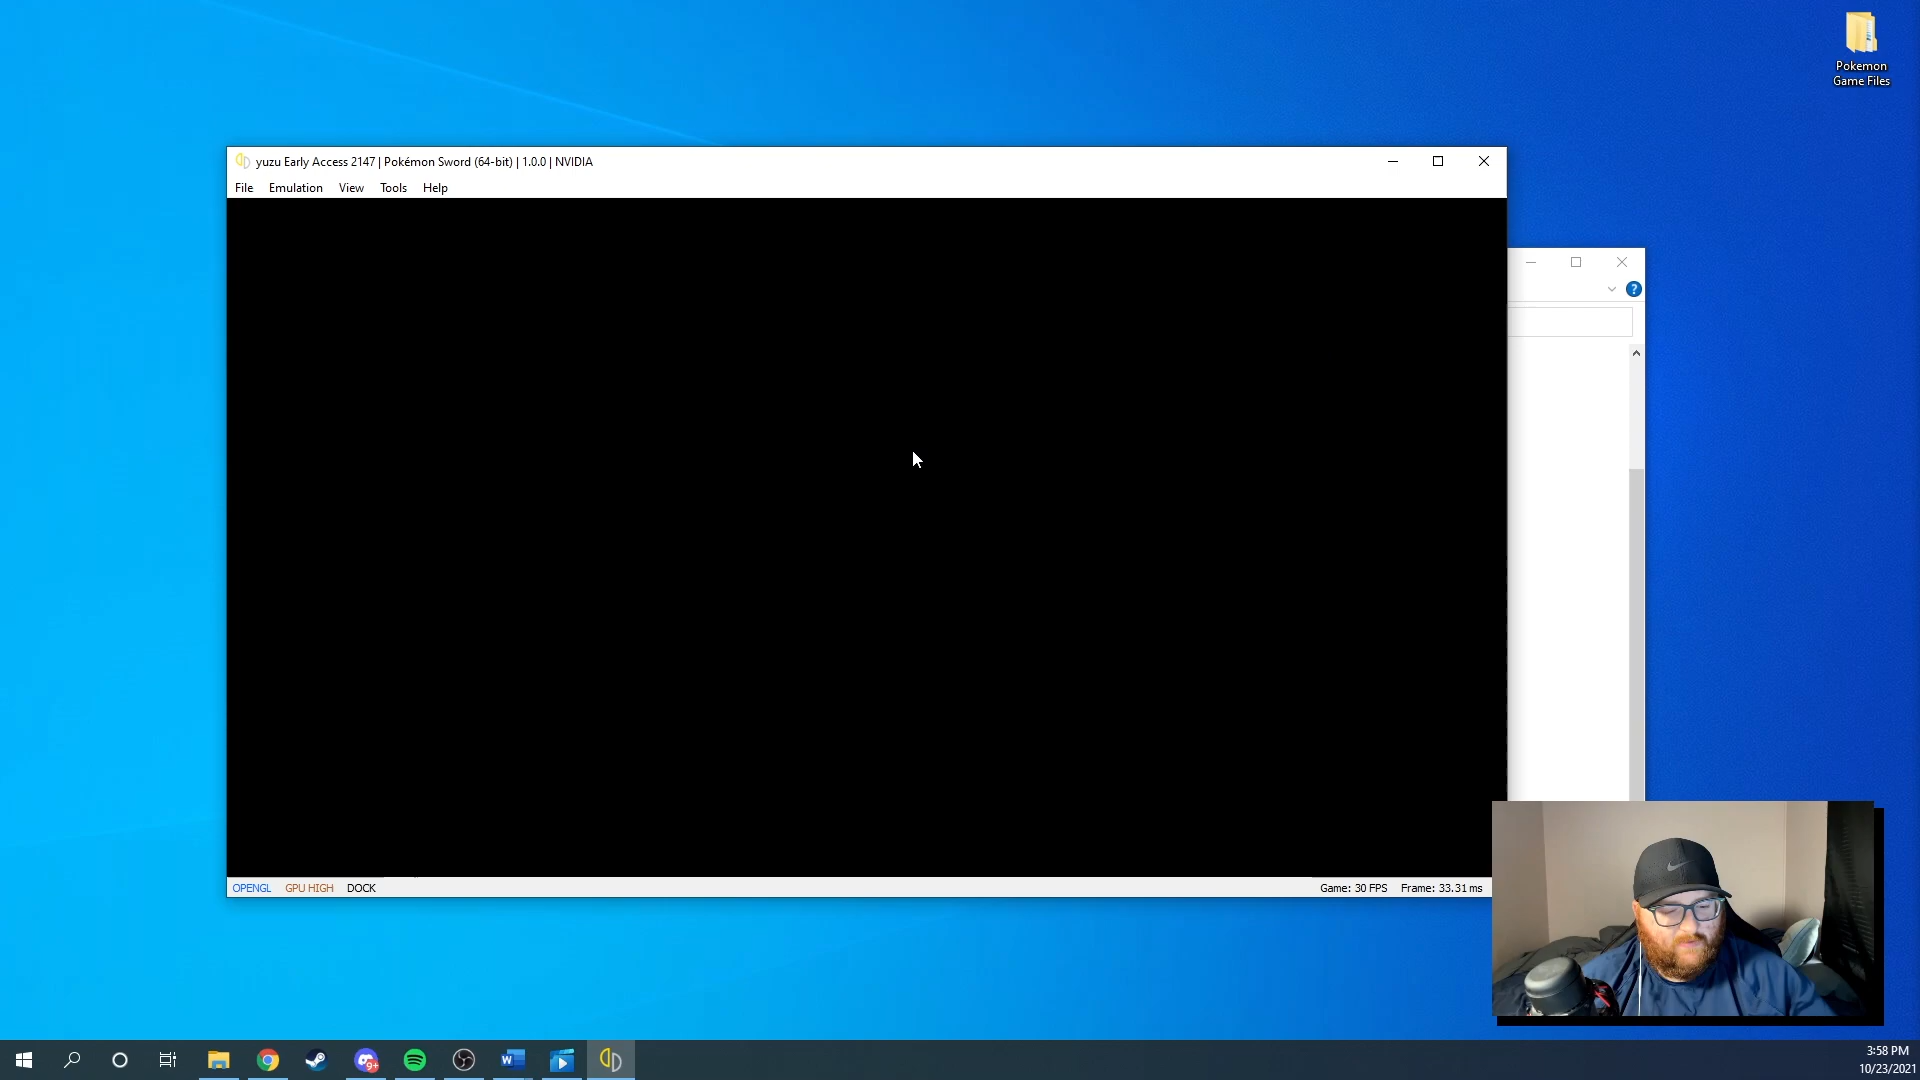 Pokemon
Game Files
yuzu Early Access 2147 | Pokémon Sword (64-bit) | 1.0.0 | NVIDIA
File Emulation View Tools Help
?
OPENGL GPU HIGH DOCK
Game: 30 FPS Frame: 33.31 ms
9+
W
3:58 PM
10/23/2021